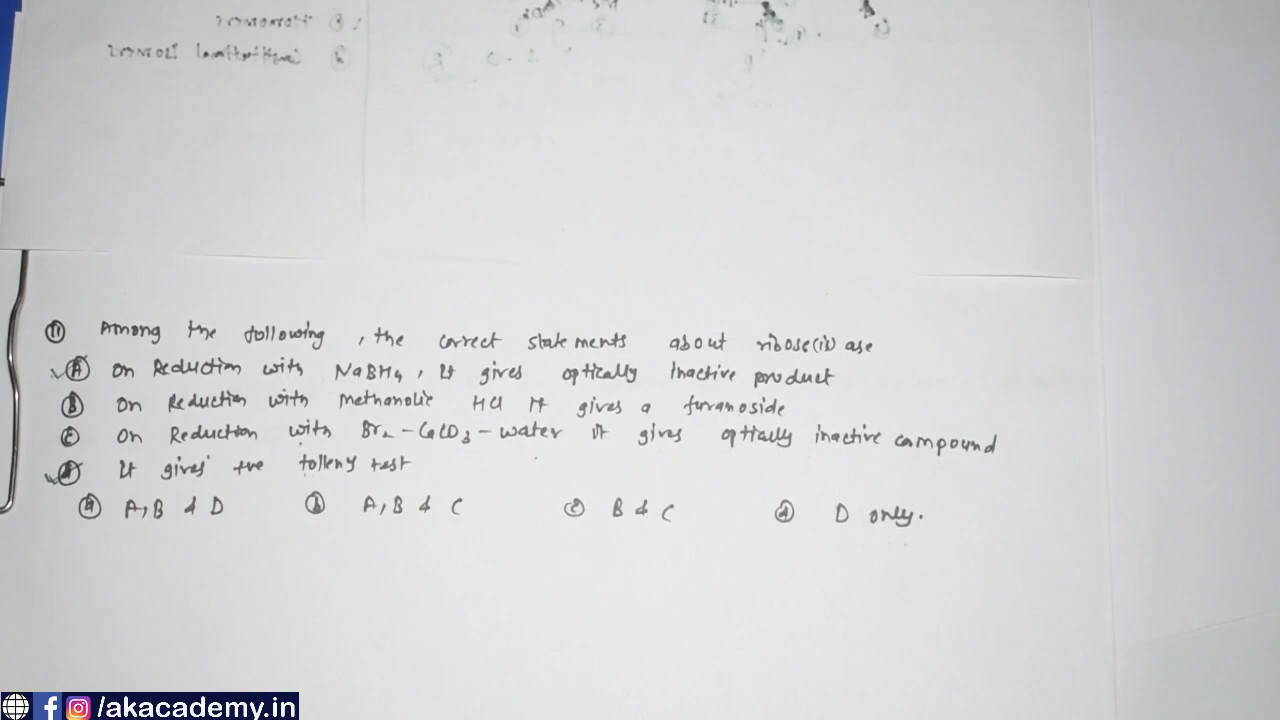 ⑪ Among the following, the correct statements about ribose(is) are
Ⓐ on Reduction with NaBH4, It gives optically Inactive product
Ⓑ on Reduction with methanolic HCl It gives a furanoside
Ⓒ on Reduction with Br2-CaCO3-water it gives optically inactive compound
Ⓓ It gives +ve tollens test
ⓐ A, B & D ⓑ A, B & C ⓒ B & C ⓓ D only.
/akacademy.in